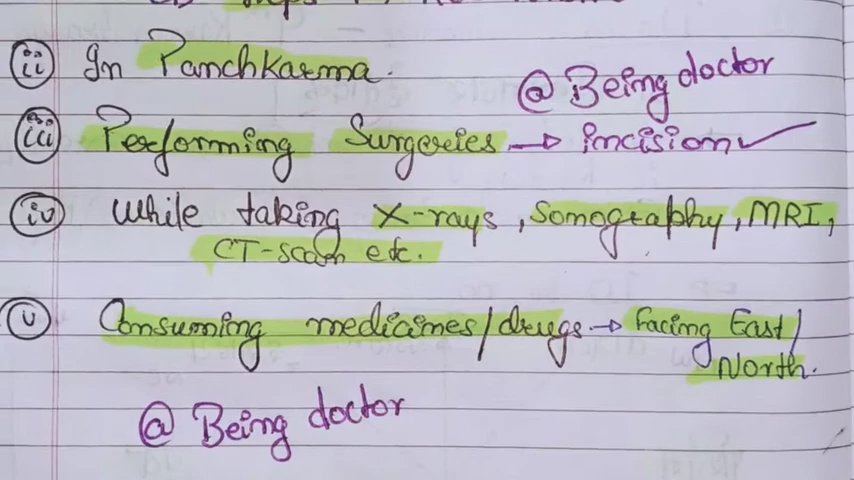 (ii) In Panchkarma.
@ Being doctor
(iii) Performing Surgeries → incision ✓
(iv) While taking X-rays, Sonography, MRI,
CT-scan etc.
(v) Consuming medicines/drugs → Facing East/
North.
@ Being doctor